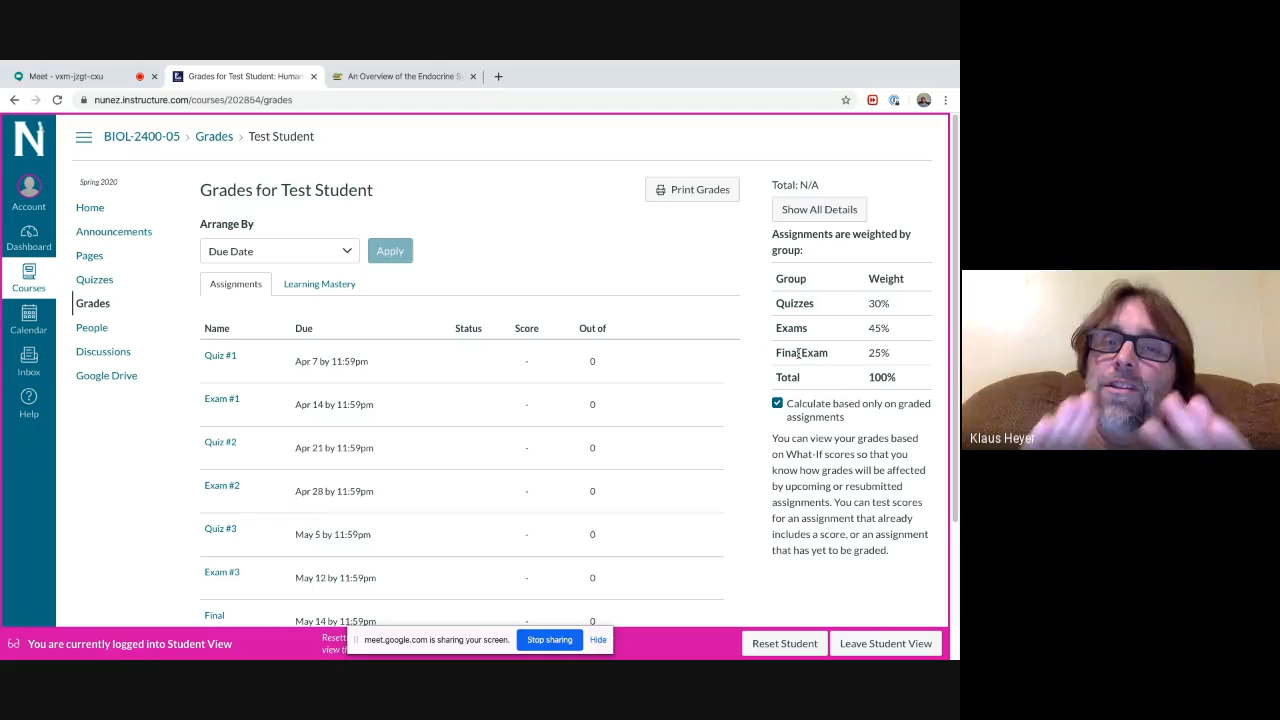 Meet - vxm-jzgt-cxu
Grades for Test Student: Human
An Overview of the Endocrine Sy
nunez.instructure.com/courses/202854/grades
N
Account
Dashboard
Courses
Calendar
Inbox
Help
BIOL-2400-05 › Grades › Test Student
Spring 2020
Home
Announcements
Pages
Quizzes
Grades
People
Discussions
Google Drive
Grades for Test Student
Print Grades
Arrange By
Due Date
Apply
Assignments
Learning Mastery
Name Due Status Score Out of
Quiz #1 Apr 7 by 11:59pm - 0
Exam #1 Apr 14 by 11:59pm - 0
Quiz #2 Apr 21 by 11:59pm - 0
Exam #2 Apr 28 by 11:59pm - 0
Quiz #3 May 5 by 11:59pm - 0
Exam #3 May 12 by 11:59pm - 0
Final May 14 by 11:59pm - 0
Total: N/A
Show All Details
Assignments are weighted by
group:
Group Weight
Quizzes 30%
Exams 45%
Final Exam 25%
Total 100%
Calculate based only on graded
assignments
You can view your grades based
on What-If scores so that you
know how grades will be affected
by upcoming or resubmitted
assignments. You can test scores
for an assignment that already
includes a score, or an assignment
that has yet to be graded.
You are currently logged into Student View
meet.google.com is sharing your screen.
Stop sharing
Hide
Reset Student
Leave Student View
Klaus Heyer